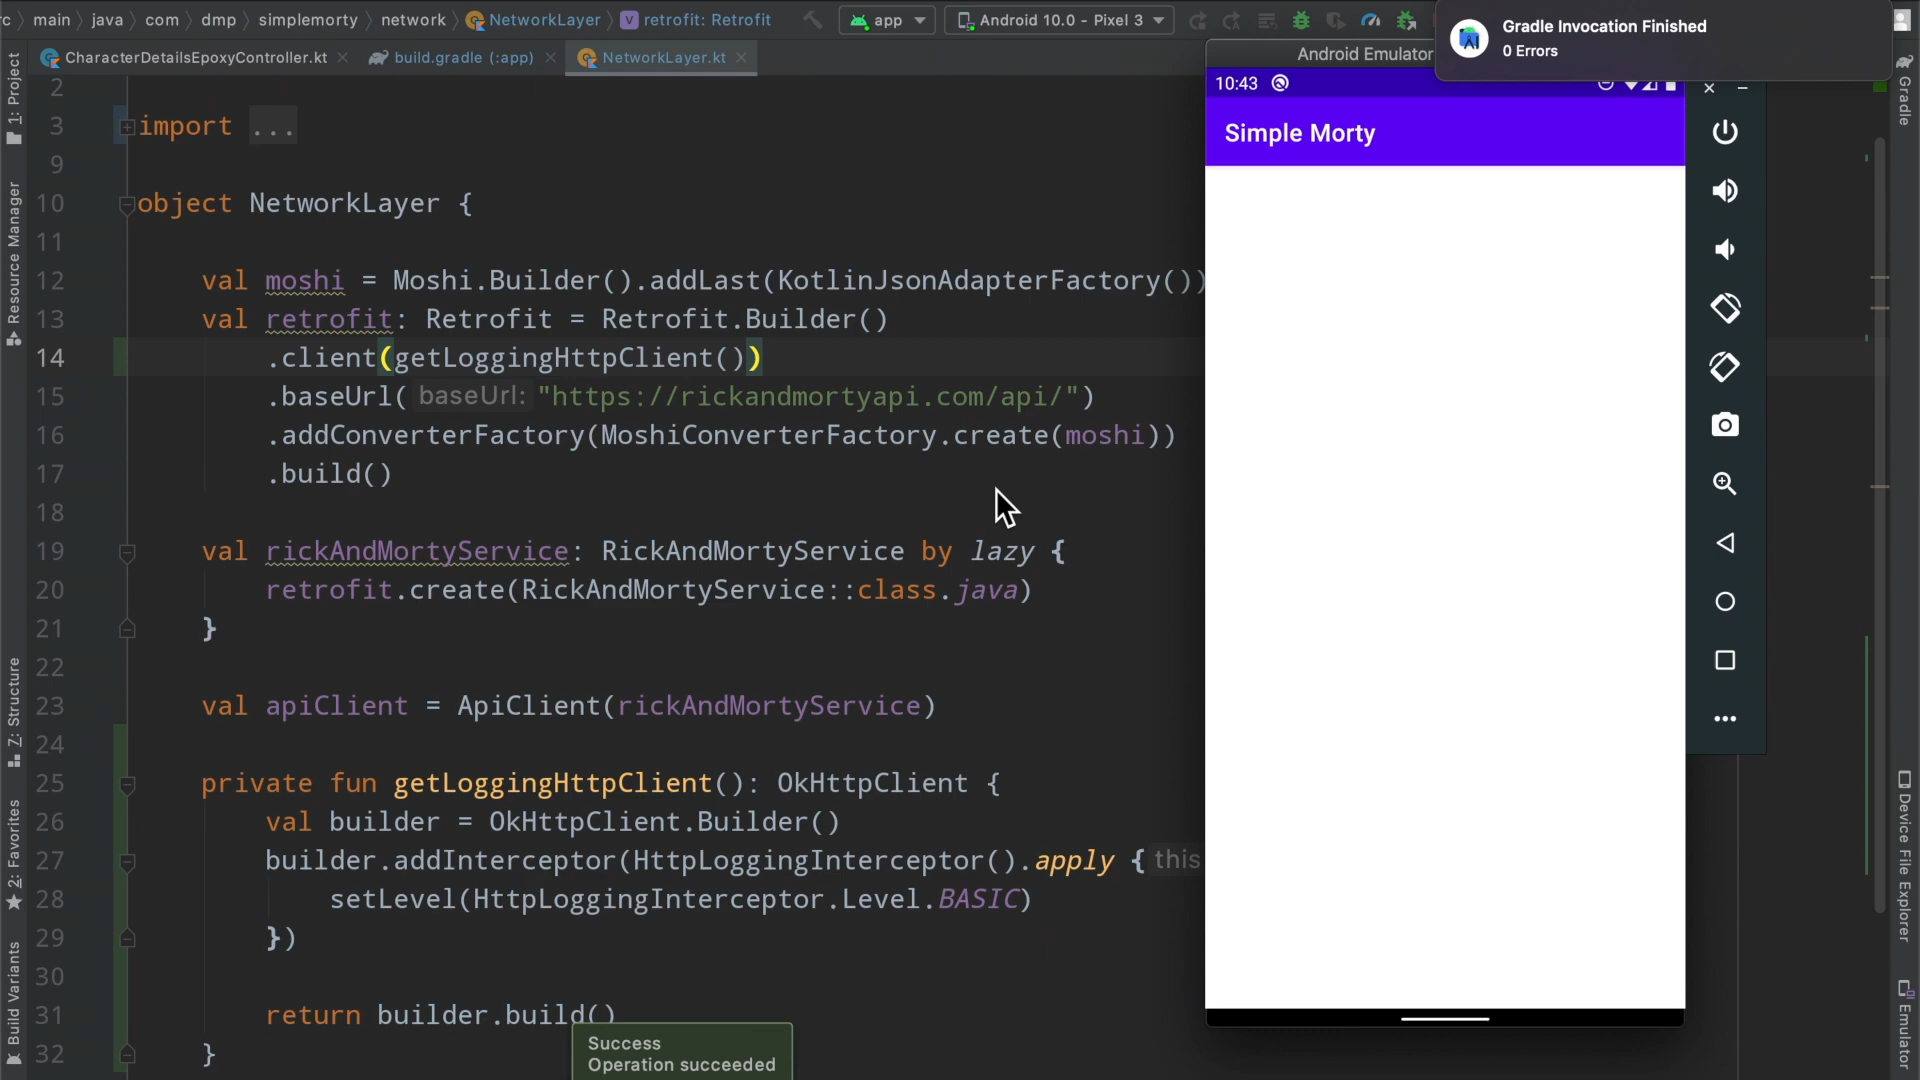 rc
main
java
com
dmp
simplemorty
network
NetworkLayer
retrofit: Retrofit
app
Android 10.0 - Pixel 3
Gradle Invocation Finished
0 Errors
CharacterDetailsEpoxyController.kt
build.gradle (:app)
NetworkLayer.kt
Android Emulator
1: Project
Resource Manager
Z: Structure
2: Favorites
Build Variants
2
3 import ...
9
10 object NetworkLayer {
11
12 val moshi = Moshi.Builder().addLast(KotlinJsonAdapterFactory())
13 val retrofit: Retrofit = Retrofit.Builder()
14 .client(getLoggingHttpClient())
15 .baseUrl( baseUrl: "https://rickandmortyapi.com/api/")
16 .addConverterFactory(MoshiConverterFactory.create(moshi))
17 .build()
18
19 val rickAndMortyService: RickAndMortyService by lazy {
20 retrofit.create(RickAndMortyService::class.java)
21 }
22
23 val apiClient = ApiClient(rickAndMortyService)
24
25 private fun getLoggingHttpClient(): OkHttpClient {
26 val builder = OkHttpClient.Builder()
27 builder.addInterceptor(HttpLoggingInterceptor().apply { this
28 setLevel(HttpLoggingInterceptor.Level.BASIC)
29 })
30
31 return builder.build()
32 }
Success
Operation succeeded
10:43
Simple Morty
Gradle
Device File Explorer
Emulator